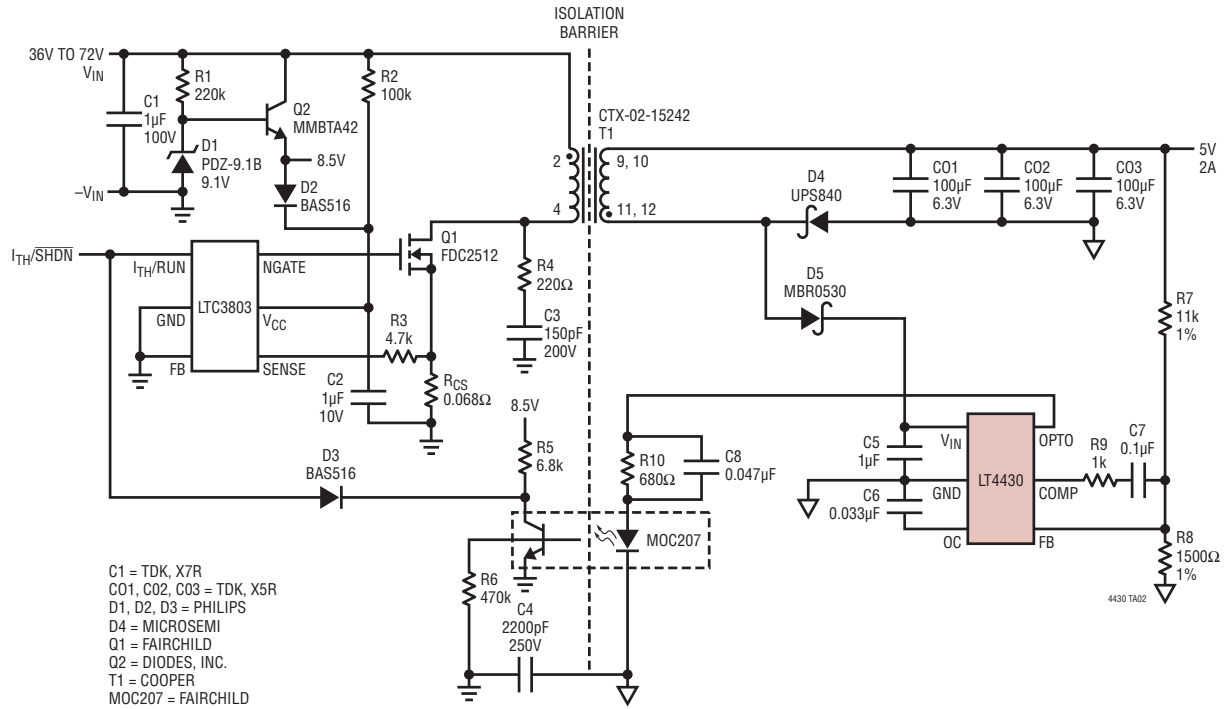 ISOLATION
BARRIER
36V TO 72V
VIN
R1
220k
R2
100k
C1
1µF
100V
Q2
MMBTA42
CTX-02-15242
T1
D1
PDZ-9.1B
9.1V
8.5V
2
9, 10
5V
2A
–VIN
D2
BAS516
4
11, 12
D4
UPS840
CO1
100µF
6.3V
CO2
100µF
6.3V
CO3
100µF
6.3V
Q1
FDC2512
ITH/SHDN
ITH/RUN
NGATE
LTC3803
GND
VCC
FB
SENSE
R4
220Ω
D5
MBR0530
R3
4.7k
C3
150pF
200V
R7
11k
1%
C2
1µF
10V
RCS
0.068Ω
8.5V
R5
6.8k
D3
BAS516
R10
680Ω
C8
0.047µF
C5
1µF
C6
0.033µF
VIN
OPTO
LT4430
GND
COMP
OC
FB
R9
1k
C7
0.1µF
MOC207
R8
1500Ω
1%
R6
470k
C4
2200pF
250V
4430 TA02
C1 = TDK, X7R
CO1, C02, C03 = TDK, X5R
D1, D2, D3 = PHILIPS
D4 = MICROSEMI
Q1 = FAIRCHILD
Q2 = DIODES, INC.
T1 = COOPER
MOC207 = FAIRCHILD